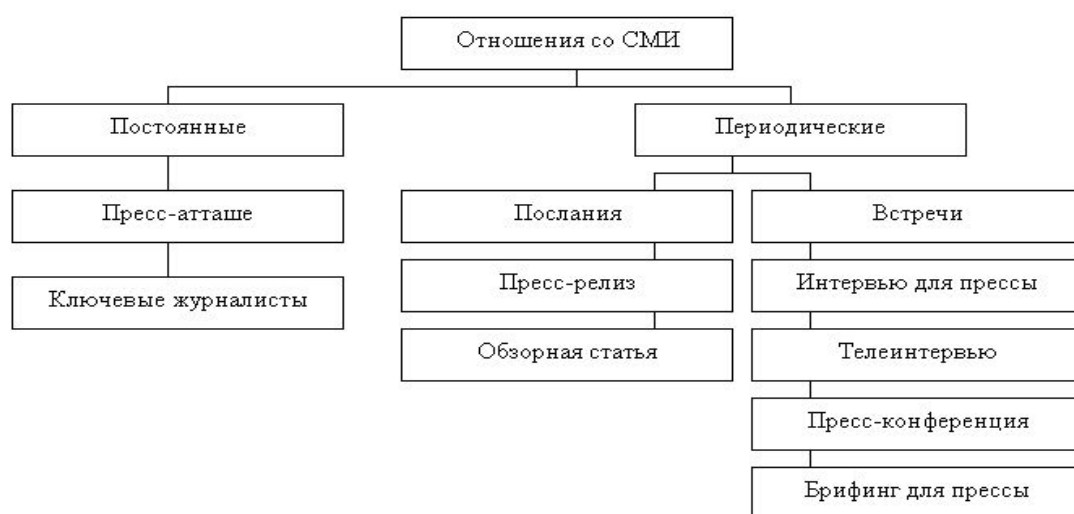 Отношения со СМИ
Постоянные
Периодические
Пресс-атташе
Послания
Встречи
Ключевые журналисты
Пресс-релиз
Интервью для прессы
Обзорная статья
Телеинтервью
Пресс-конференция
Брифинг для прессы